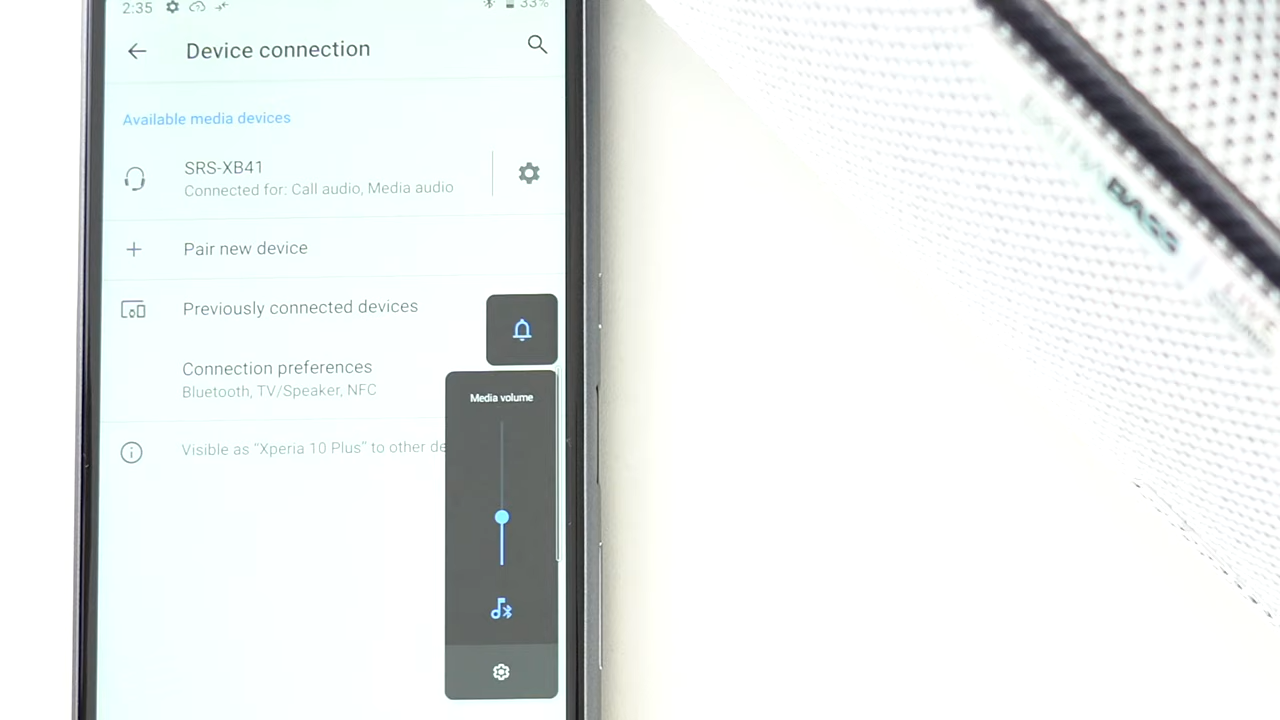 2:35
33%
Device connection
Available media devices
SRS-XB41
Connected for: Call audio, Media audio
Pair new device
Previously connected devices
Connection preferences
Bluetooth, TV/Speaker, NFC
Visible as "Xperia 10 Plus" to other de
Media volume
BASS